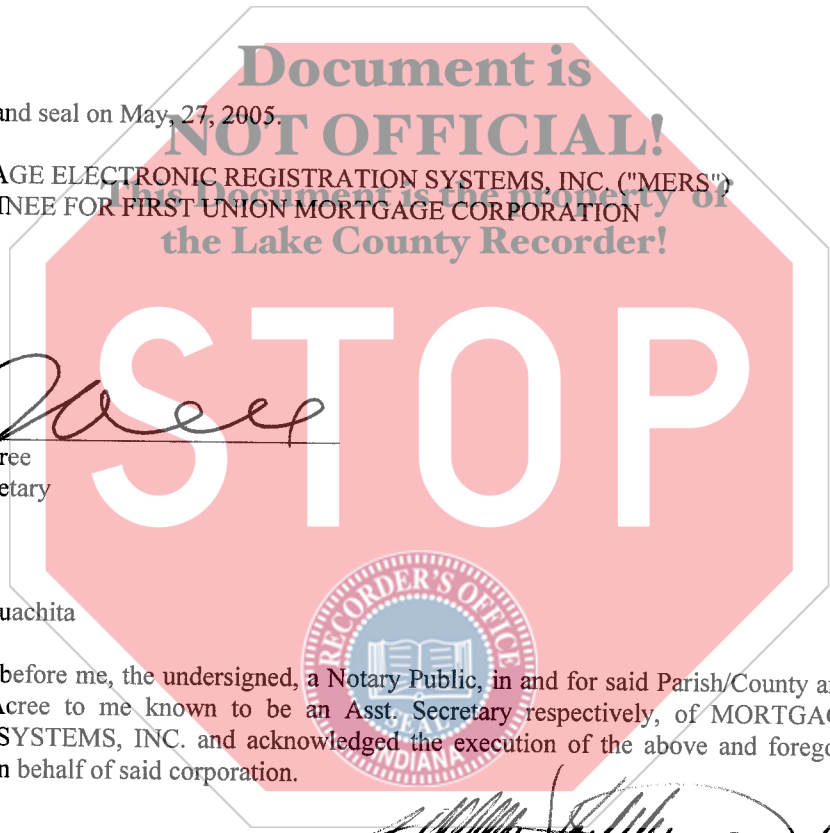 Document is
and seal on May, 27, 2005.
NOT OFFICIAL!
AGE ELECTRONIC REGISTRATION SYSTEMS, INC. ("MERS")
This Document is the property of
INEE FOR FIRST UNION MORTGAGE CORPORATION
the Lake County Recorder!
STOP
ree
etary
RECORDER'S OFFICE
uachita
before me, the undersigned, a Notary Public, in and for said Parish/County a
Acree to me known to be an Asst. Secretary respectively, of MORTGA
SEAL
SYSTEMS, INC. and acknowledged the execution of the above and forego
INDIANA
n behalf of said corporation.